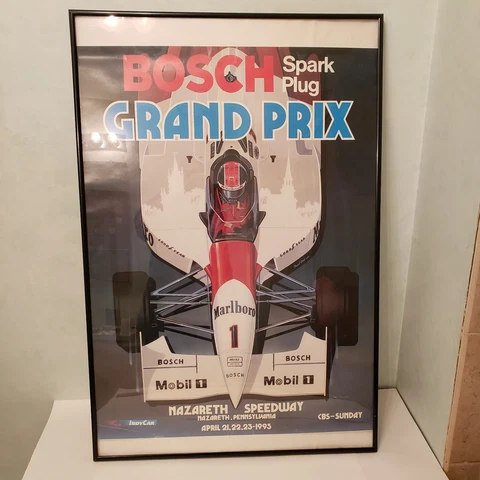 BOSCH Spark Plug
GRAND PRIX
Marlboro
1
BOSCH
BOSCH
BOSCH
Mobil 1
Mobil 1
NAZARETH SPEEDWAY
NAZARETH, PENNSYLVANIA
CBS-SUNDAY
INDYCAR
APRIL 21,22,23-1995